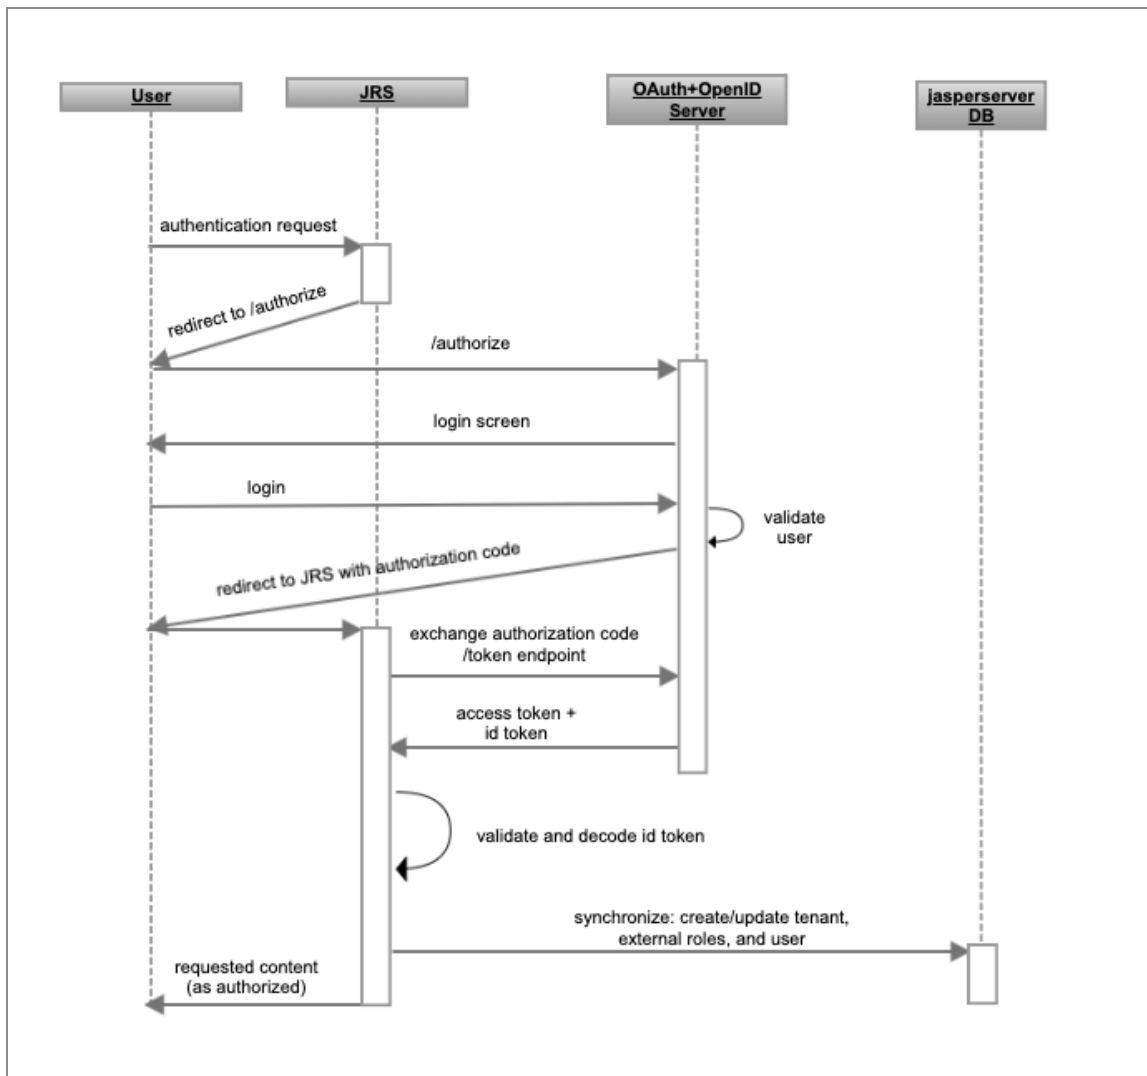 User
JRS
OAuth+OpenID
Server
jasperserver
DB
authentication request
redirect to /authorize
/authorize
login screen
login
validate
user
redirect to JRS with authorization code
exchange authorization code
/token endpoint
access token +
id token
validate and decode id token
synchronize: create/update tenant,
external roles, and user
requested content
(as authorized)